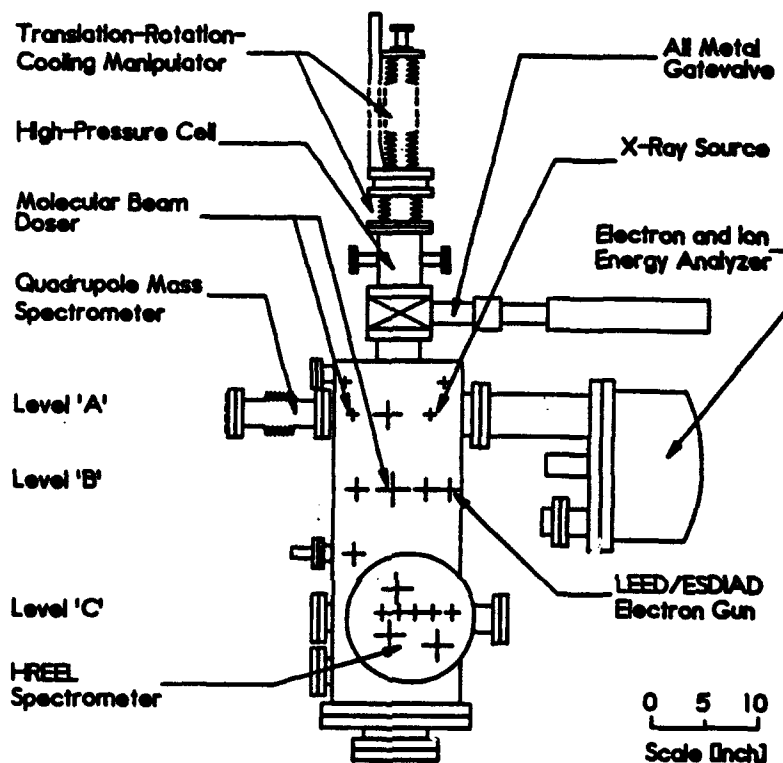 Translation-Rotation-
Cooling Manipulator
High-Pressure Cell
Molecular Beam
Doser
Quadrupole Mass
Spectrometer
Level 'A'
Level 'B'
Level 'C'
HREEL
Spectrometer
All Metal
Gatevalve
X-Ray Source
Electron and Ion
Energy Analyzer
LEED/ESDIAD
Electron Gun
0 5 10
Scale [Inch]